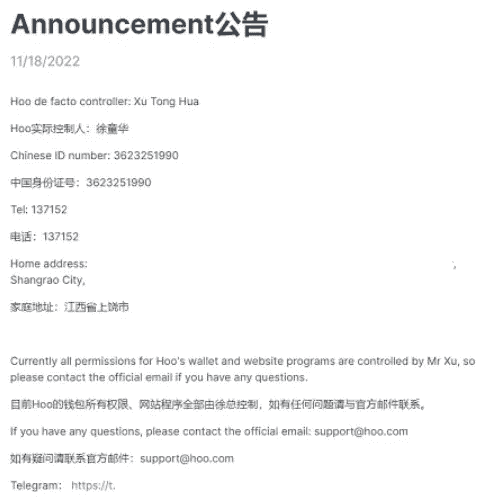 Announcement公告
11/18/2022
Hoo de facto controller: Xu Tong Hua
Hoo实际控制人：徐童华
Chinese ID number: 3623251990
中国身份证号：3623251990
Tel: 137152
电话：137152
Home address: ,
Shangrao City,
家庭地址：江西省上饶市
Currently all permissions for Hoo's wallet and website programs are controlled by Mr Xu, so
please contact the official email if you have any questions.
目前Hoo的钱包所有权限、网站程序全部由徐总控制，如有任何问题请与官方邮件联系。
If you have any questions, please contact the official email: support@hoo.com
如有疑问请联系官方邮件：support@hoo.com
Telegram： https://t.